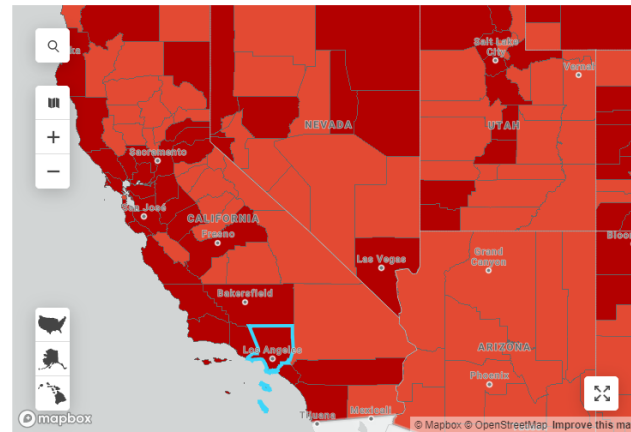 Salt Lake
City
Vernal
NEVADA
UTAH
Sacramento
San José
CALIFORNIA
Fresno
Las Vegas
Grand
Canyon
Bakersfield
Los Angeles
ARIZONA
Phoenix
Tijuana
Mexicali
mapbox
© Mapbox © OpenStreetMap Improve this ma